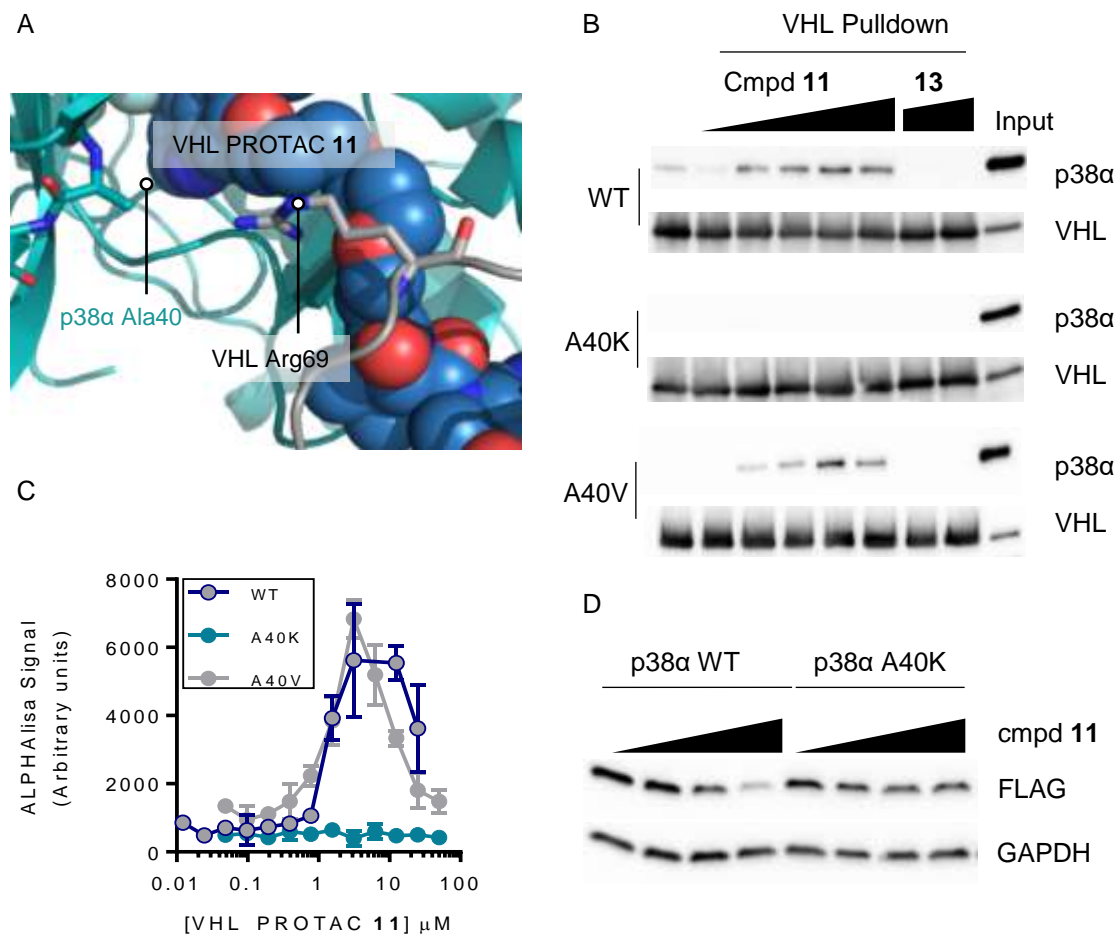 A
VHL PROTAC 11
p38α Ala40
VHL Arg69
B
VHL Pulldown
Cmpd 11
13
Input
WT
p38α
VHL
A40K
p38α
VHL
A40V
p38α
VHL
C
ALPHAlisa Signal
(Arbitrary units)
8000
6000
4000
2000
0
WT
A40K
A40V
0.01 0.1 1 10 100
[VHL PROTAC 11] μM
D
p38α WT p38α A40K
cmpd 11
FLAG
GAPDH